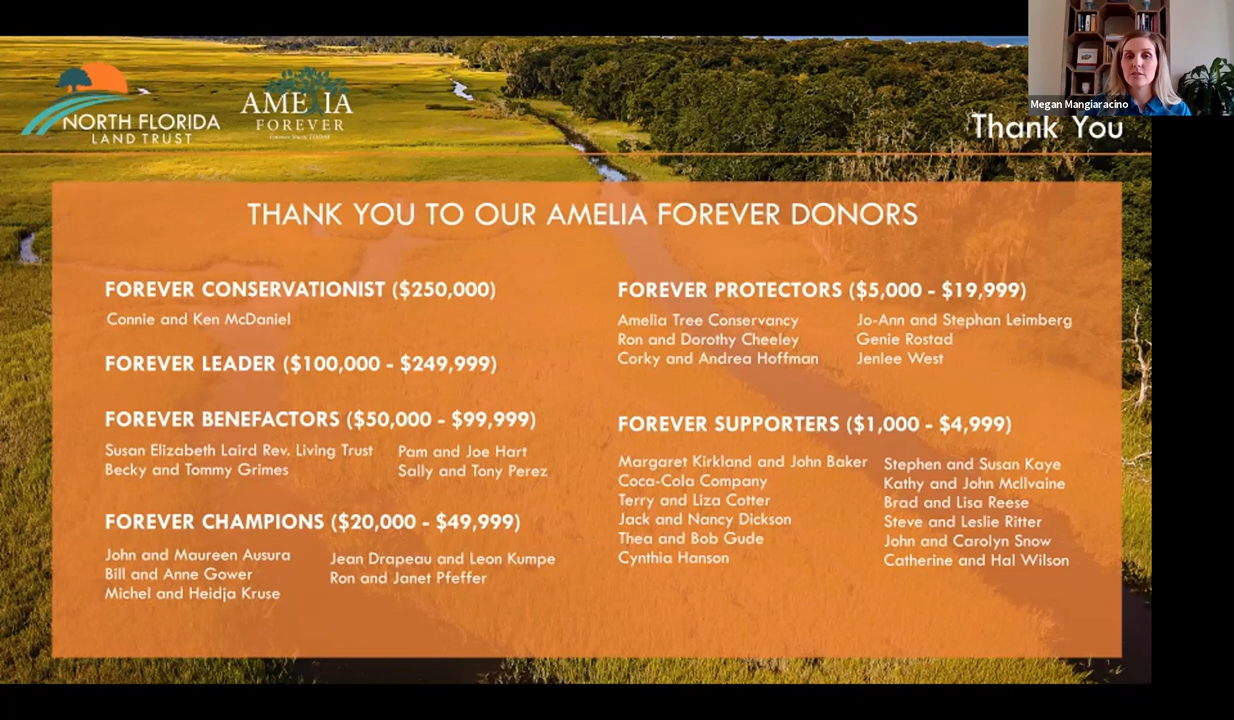 Megan Mangiaracino
NORTH FLORIDA
LAND TRUST
AMELIA
FOREVER
Thank You
THANK YOU TO OUR AMELIA FOREVER DONORS
FOREVER CONSERVATIONIST ($250,000)
Connie and Ken McDaniel
FOREVER LEADER ($100,000 - $249,999)
FOREVER BENEFACTORS ($50,000 - $99,999)
Susan Elizabeth Laird Rev. Living Trust
Becky and Tommy Grimes
Pam and Joe Hart
Sally and Tony Perez
FOREVER CHAMPIONS ($20,000 - $49,999)
John and Maureen Ausura
Bill and Anne Gower
Michel and Heidja Kruse
Jean Drapeau and Leon Kumpe
Ron and Janet Pfeffer
FOREVER PROTECTORS ($5,000 - $19,999)
Amelia Tree Conservancy
Ron and Dorothy Cheeley
Corky and Andrea Hoffman
Jo-Ann and Stephan Leimberg
Genie Rostad
Jenlee West
FOREVER SUPPORTERS ($1,000 - $4,999)
Margaret Kirkland and John Baker
Coca-Cola Company
Terry and Liza Cotter
Jack and Nancy Dickson
Thea and Bob Gude
Cynthia Hanson
Stephen and Susan Kaye
Kathy and John McIlvaine
Brad and Lisa Reese
Steve and Leslie Ritter
John and Carolyn Snow
Catherine and Hal Wilson